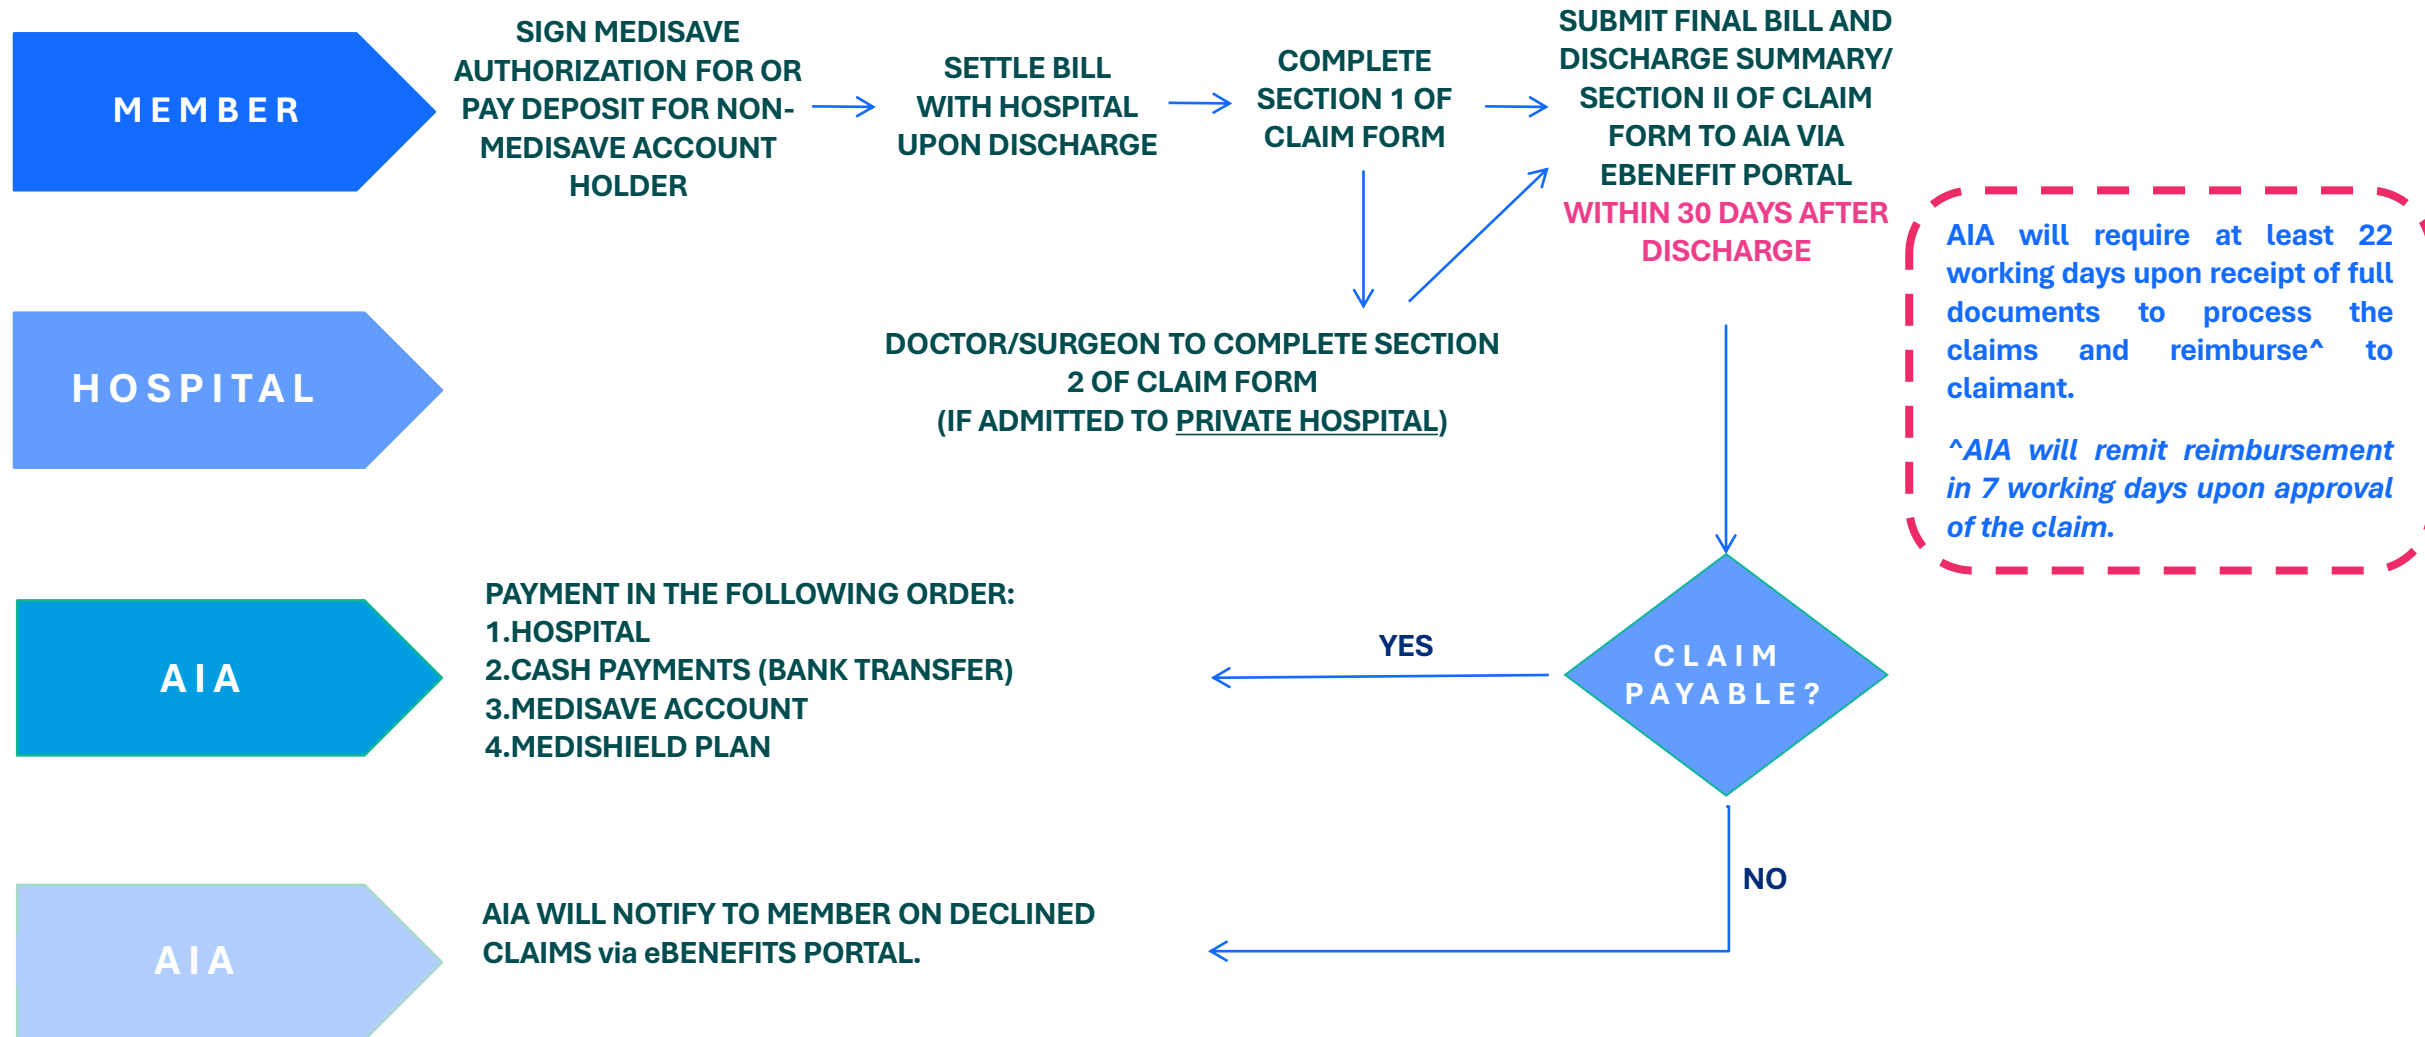 MEMBER
SIGN MEDISAVE
AUTHORIZATION FOR OR
PAY DEPOSIT FOR NON-
MEDISAVE ACCOUNT
HOLDER
SETTLE BILL
WITH HOSPITAL
UPON DISCHARGE
COMPLETE
SECTION 1 OF
CLAIM FORM
SUBMIT FINAL BILL AND
DISCHARGE SUMMARY/
SECTION II OF CLAIM
FORM TO AIA VIA
EBENEFIT PORTAL
WITHIN 30 DAYS AFTER
DISCHARGE
AIA will require at least 22
working days upon receipt of full
documents to process the
claims and reimburse^ to
claimant.
^AIA will remit reimbursement
in 7 working days upon approval
of the claim.
HOSPITAL
DOCTOR/SURGEON TO COMPLETE SECTION
2 OF CLAIM FORM
(IF ADMITTED TO PRIVATE HOSPITAL)
AIA
PAYMENT IN THE FOLLOWING ORDER:
1.HOSPITAL
2.CASH PAYMENTS (BANK TRANSFER)
3.MEDISAVE ACCOUNT
4.MEDISHIELD PLAN
YES
CLAIM
PAYABLE?
NO
AIA
AIA WILL NOTIFY TO MEMBER ON DECLINED
CLAIMS via eBENEFITS PORTAL.